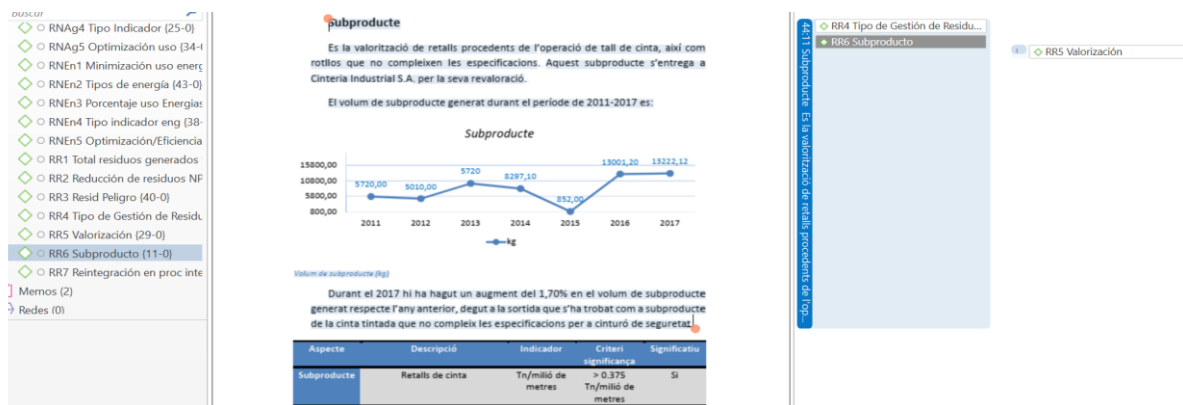 Buscar
RNAg4 Tipo Indicador {25-0}
RNAg5 Optimización uso {34-
RNEn1 Minimización uso energ
RNEn2 Tipos de energía {43-0}
RNEn3 Porcentaje uso Energias
RNEn4 Tipo indicador eng {38-
RNEn5 Optimización/Eficiencia
RR1 Total residuos generados
RR2 Reducción de residuos NP
RR3 Resid Peligro {40-0}
RR4 Tipo de Gestión de Residu
RR5 Valorización {29-0}
RR6 Subproducto {11-0}
RR7 Reintegración en proc inte
Memos (2)
Redes (0)
Subproducte
Es la valorització de retalls procedents de l'operació de tall de cinta, així com
rotllos que no compleixen les especificacions. Aquest subproducte s'entrega a
Cinteria Industrial S.A. per la seva revaloració.
El volum de subproducte generat durant el període de 2011-2017 es:
Subproducte
15800,00
10800,00
5800,00
800,00
5720,00
5010,00
5720
8297,10
852,00
13001,20
13222,12
2011 2012 2013 2014 2015 2016 2017
kg
Volum de subproducte (kg)
Durant el 2017 hi ha hagut un augment del 1,70% en el volum de subproducte
generat respecte l'any anterior, degut a la sortida que s'ha trobat com a subproducte
de la cinta tintada que no compleix les especificacions per a cinturó de seguretat.
Aspecte Descripció Indicador Criteri significança Significatiu
Subproducte Retalls de cinta Tn/milió de metres > 0.375 Tn/milió de metres Si
44:11 Subproducte Es la valorització de retalls procedents de l'op...
RR4 Tipo de Gestión de Residu...
RR6 Subproducto
RR5 Valorización